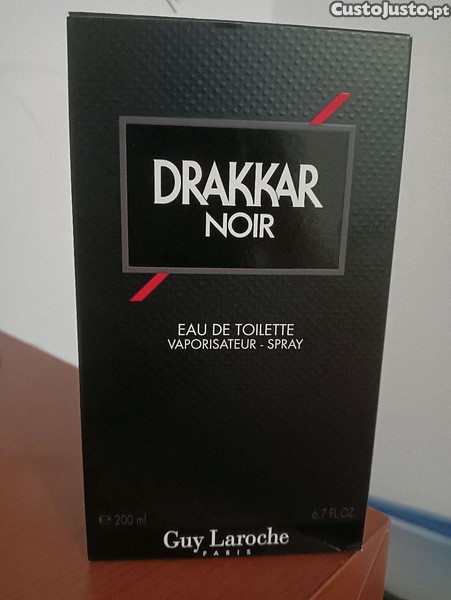 CustoJusto.pt
DRAKKAR
NOIR
EAU DE TOILETTE
VAPORISATEUR - SPRAY
e 200 ml
6.7 FL.OZ.
Guy Laroche
PARIS